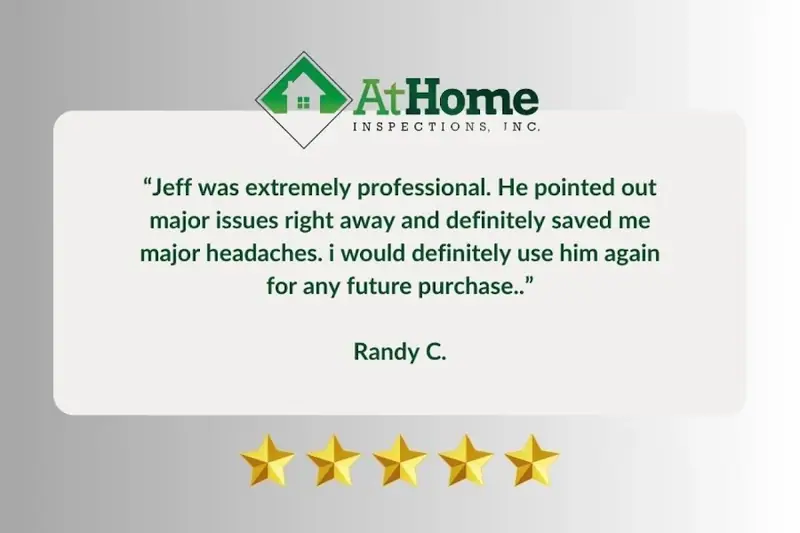 AtHome
INSPECTIONS, INC.
“Jeff was extremely professional. He pointed out
major issues right away and definitely saved me
major headaches. i would definitely use him again
for any future purchase..”
Randy C.